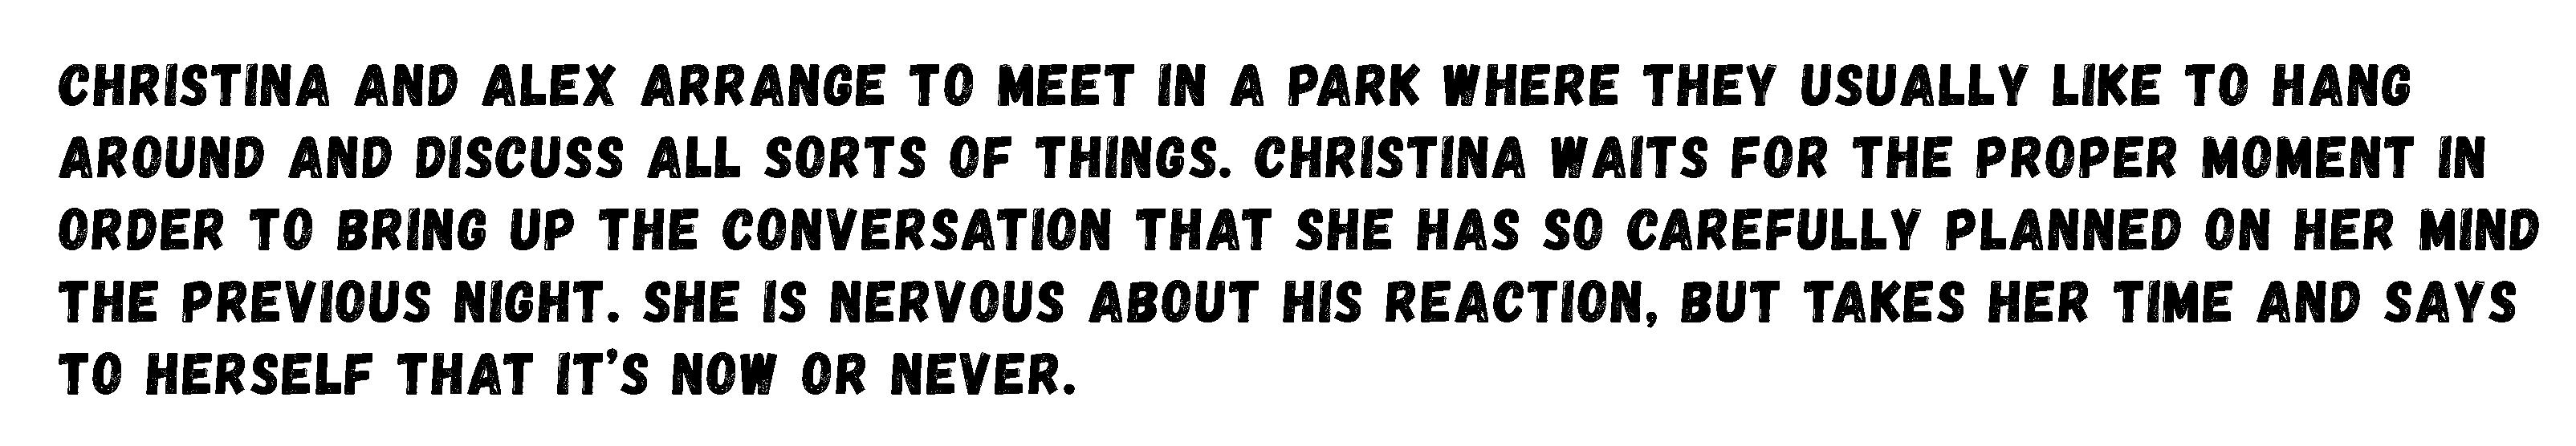 CHRISTINA AND ALEX ARRANGE TO MEET IN A PARK WHERE THEY USUALLY LIKE TO HANG
AROUND AND DISCUSS ALL SORTS OF THINGS. CHRISTINA WAITS FOR THE PROPER MOMENT IN
ORDER TO BRING UP THE CONVERSATION THAT SHE HAS SO CAREFULLY PLANNED ON HER MIND
THE PREVIOUS NIGHT. SHE IS NERVOUS ABOUT HIS REACTION, BUT TAKES HER TIME AND SAYS
TO HERSELF THAT IT’S NOW OR NEVER.